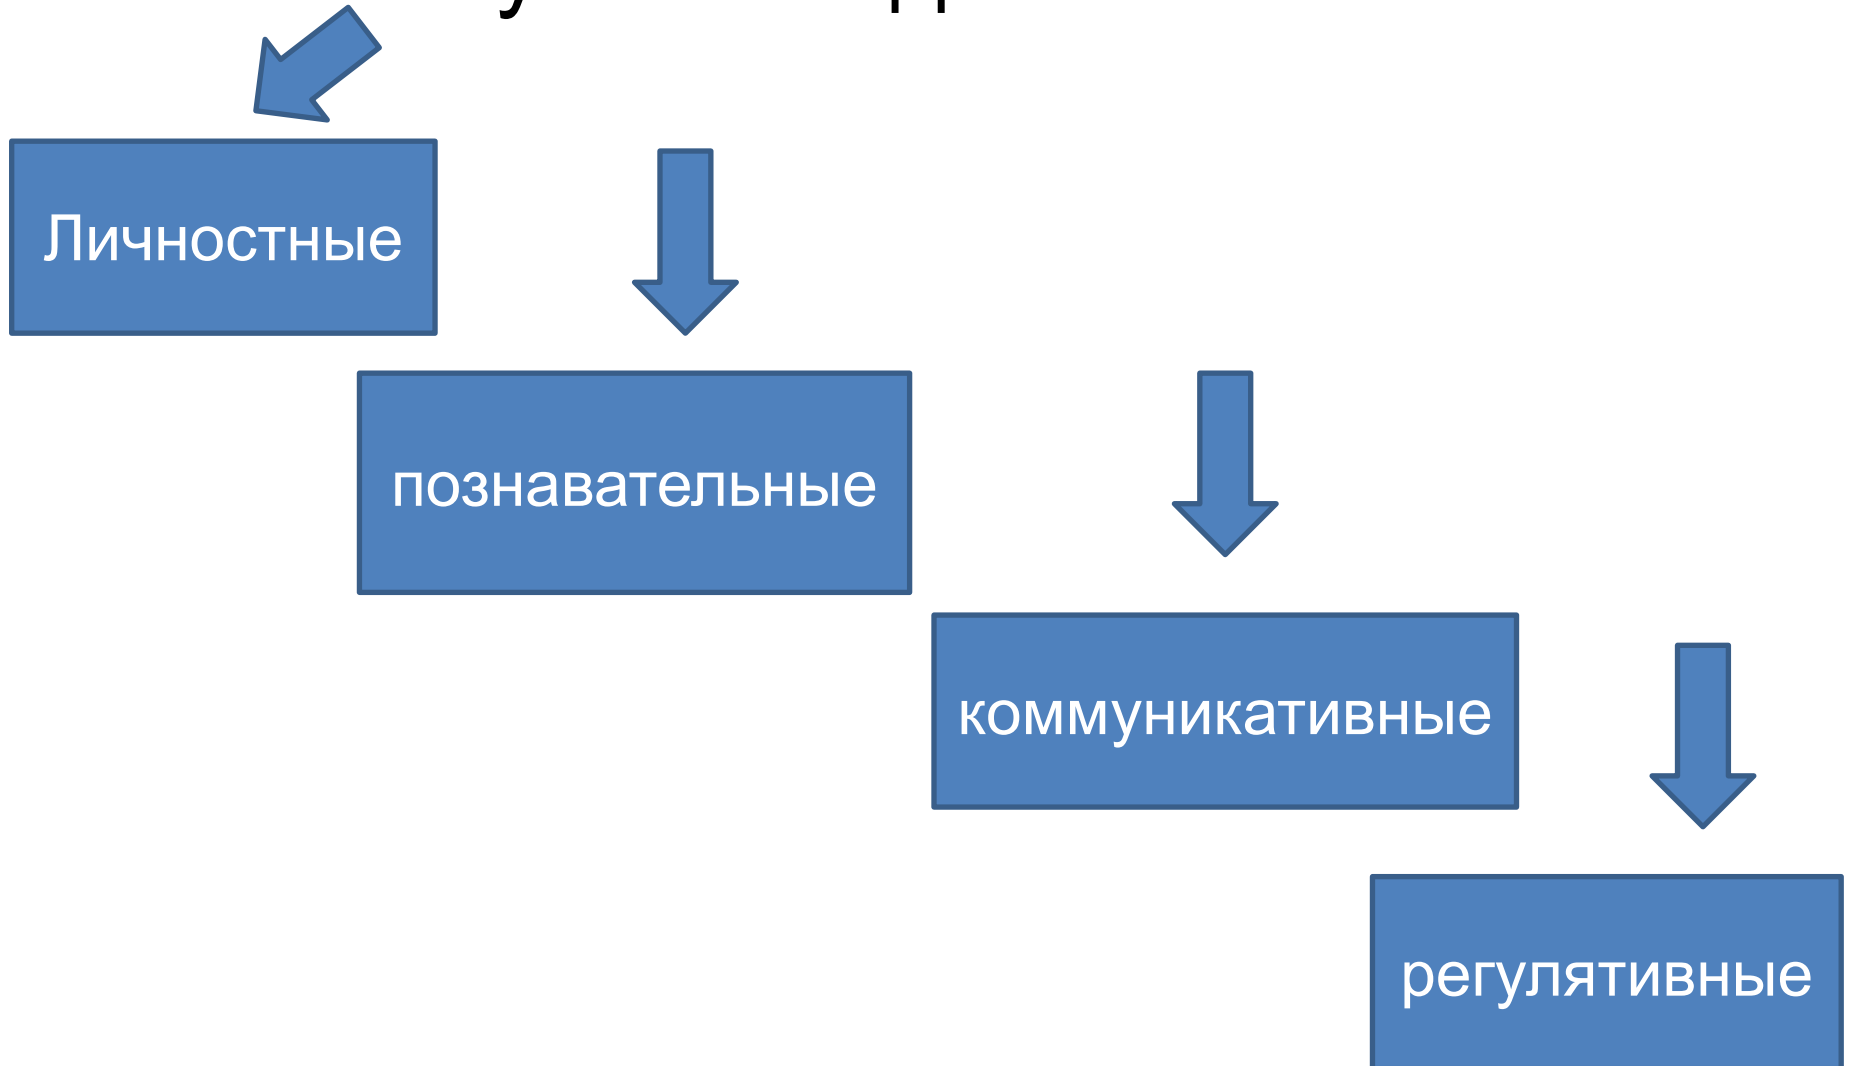 Личностные
познавательные
коммуникативные
регулятивные